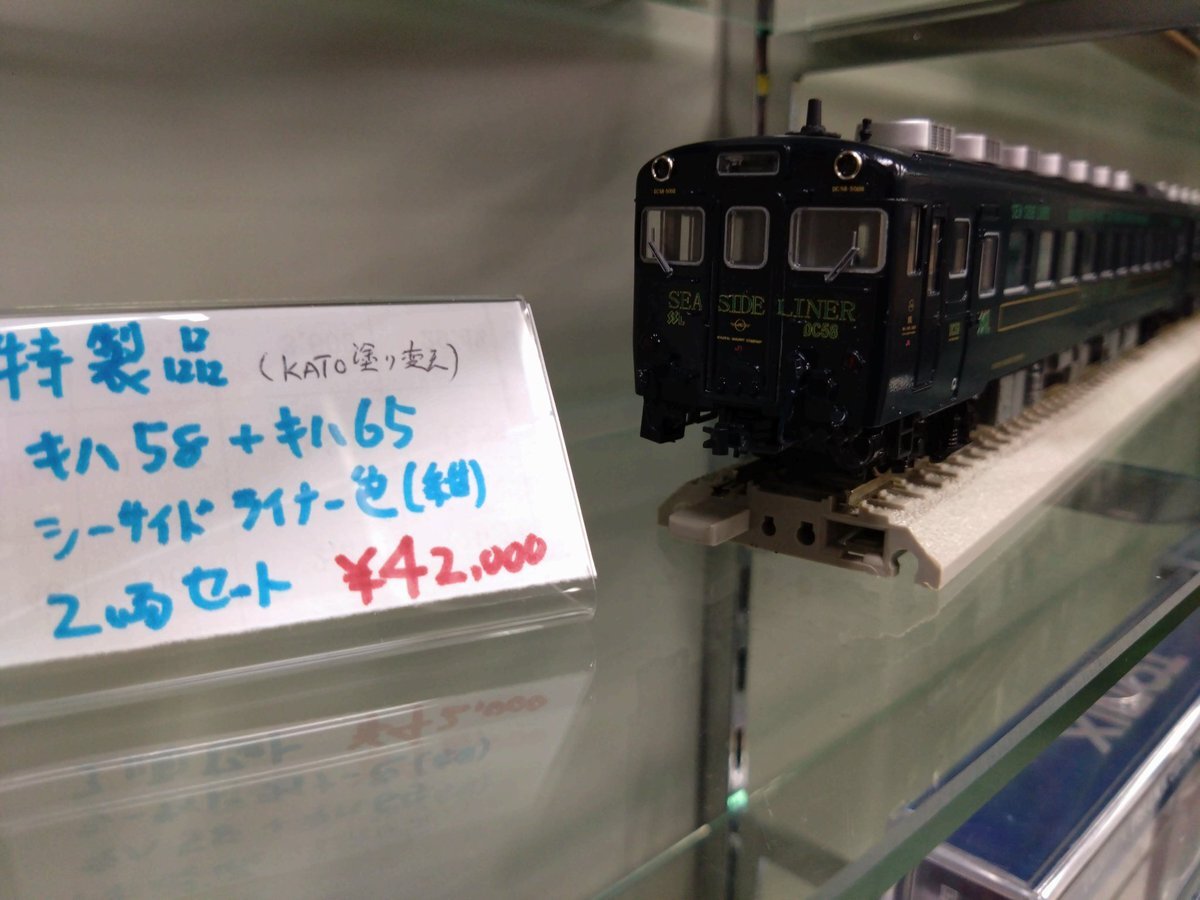 特製品 (KATO塗り変え)
キハ58+キハ65
シーサイドライナー色(紺)
2両セット ¥42,000
SEA SIDE LINER
DC58
TOMIX